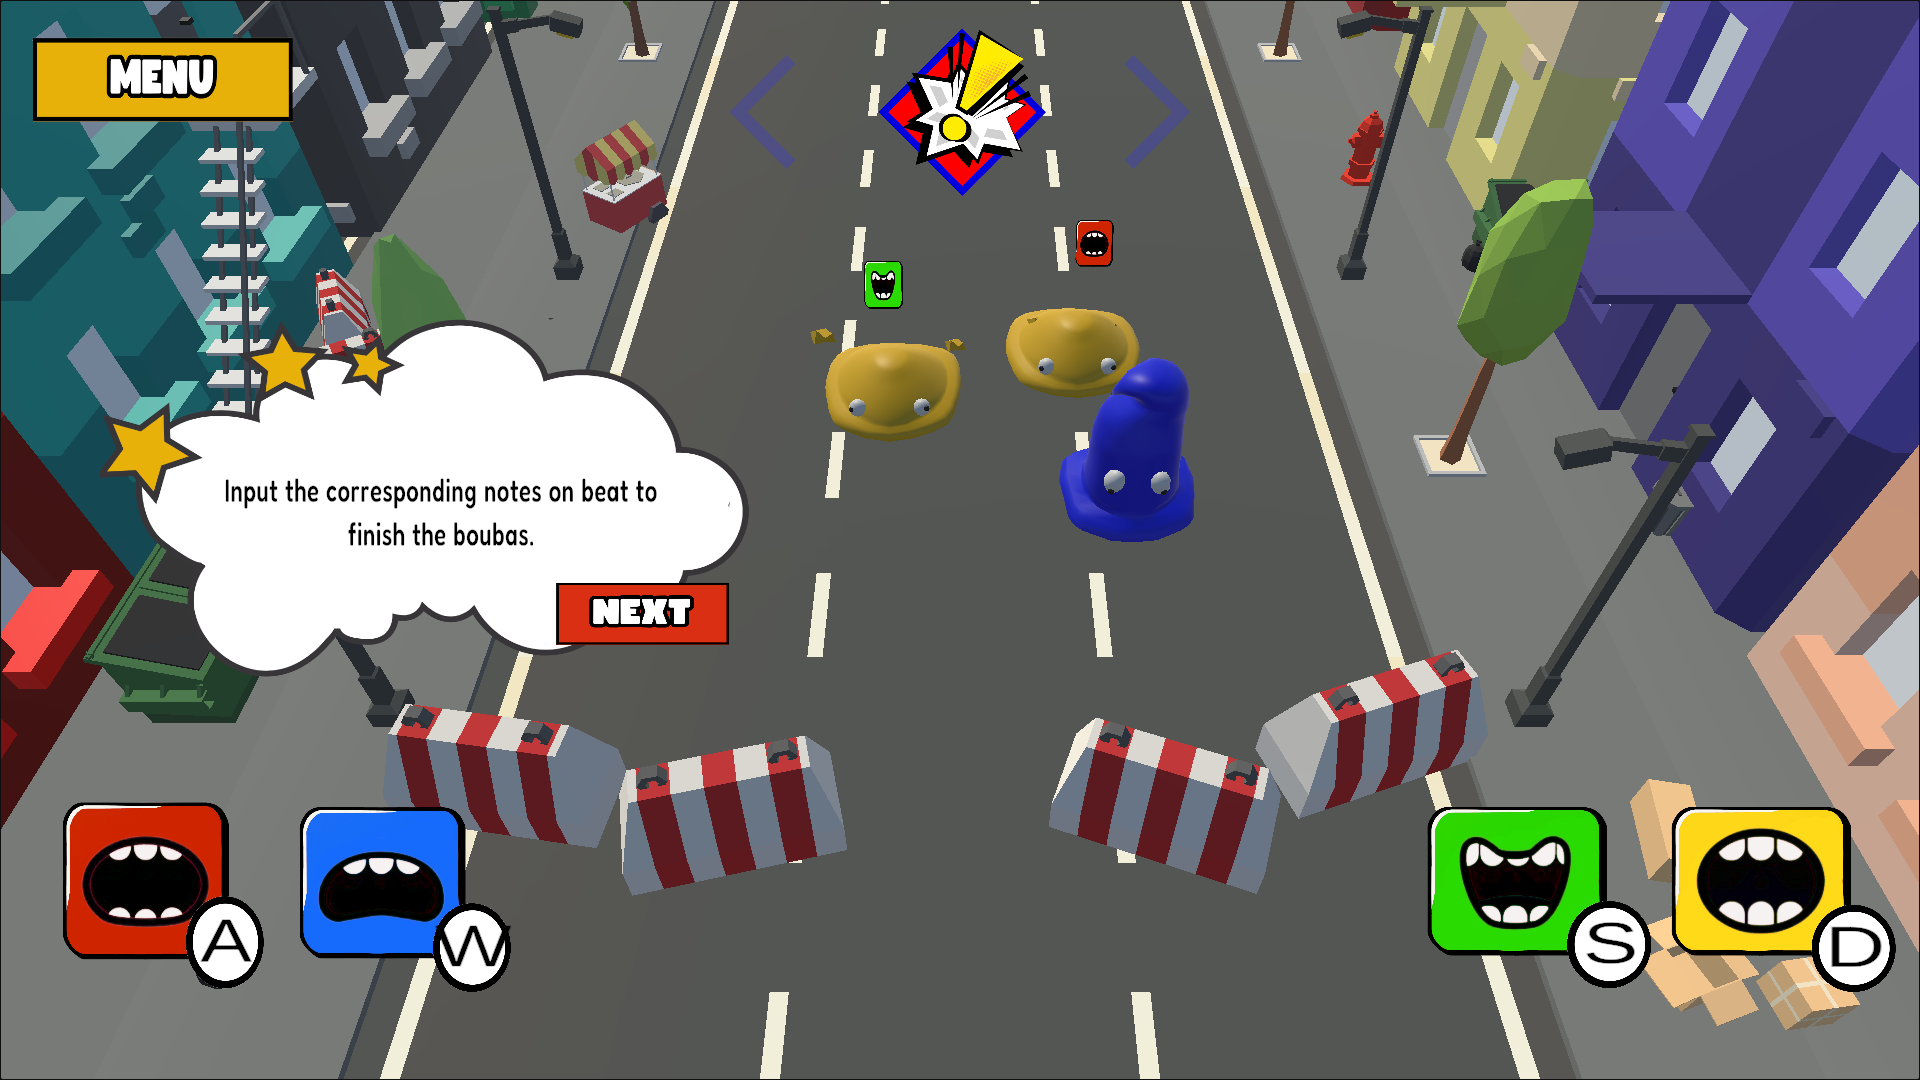 MENU
Input the corresponding notes on beat to
finish the boubas.
NEXT
A
W
S
D